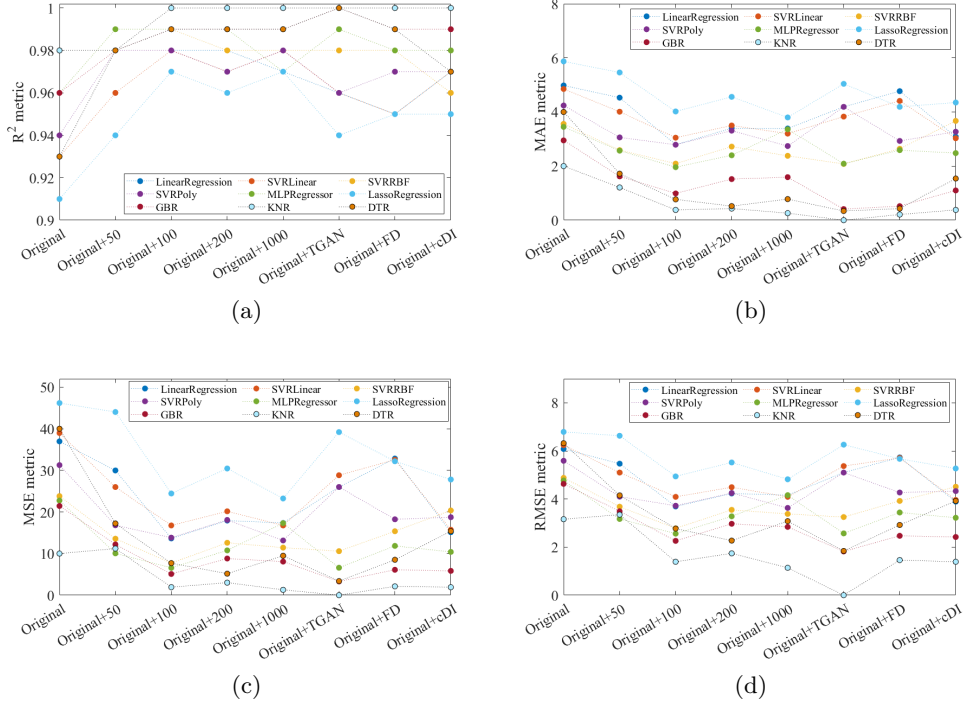 1
0.98
0.96
0.94
0.92
0.9
R² metric
LinearRegression SVRLinear SVRRBF
SVRPoly MLPRegressor LassoRegression
GBR KNR DTR
Original Original+50 Original+100 Original+200 Original+1000 Original+TGAN Original+FD Original+cDI
(a)
8
6
4
2
0
MAE metric
LinearRegression SVRLinear SVRRBF
SVRPoly MLPRegressor LassoRegression
GBR KNR DTR
Original Original+50 Original+100 Original+200 Original+1000 Original+TGAN Original+FD Original+cDI
(b)
50
40
30
20
10
0
MSE metric
LinearRegression SVRLinear SVRRBF
SVRPoly MLPRegressor LassoRegression
GBR KNR DTR
Original Original+50 Original+100 Original+200 Original+1000 Original+TGAN Original+FD Original+cDI
(c)
8
6
4
2
0
RMSE metric
LinearRegression SVRLinear SVRRBF
SVRPoly MLPRegressor LassoRegression
GBR KNR DTR
Original Original+50 Original+100 Original+200 Original+1000 Original+TGAN Original+FD Original+cDI
(d)